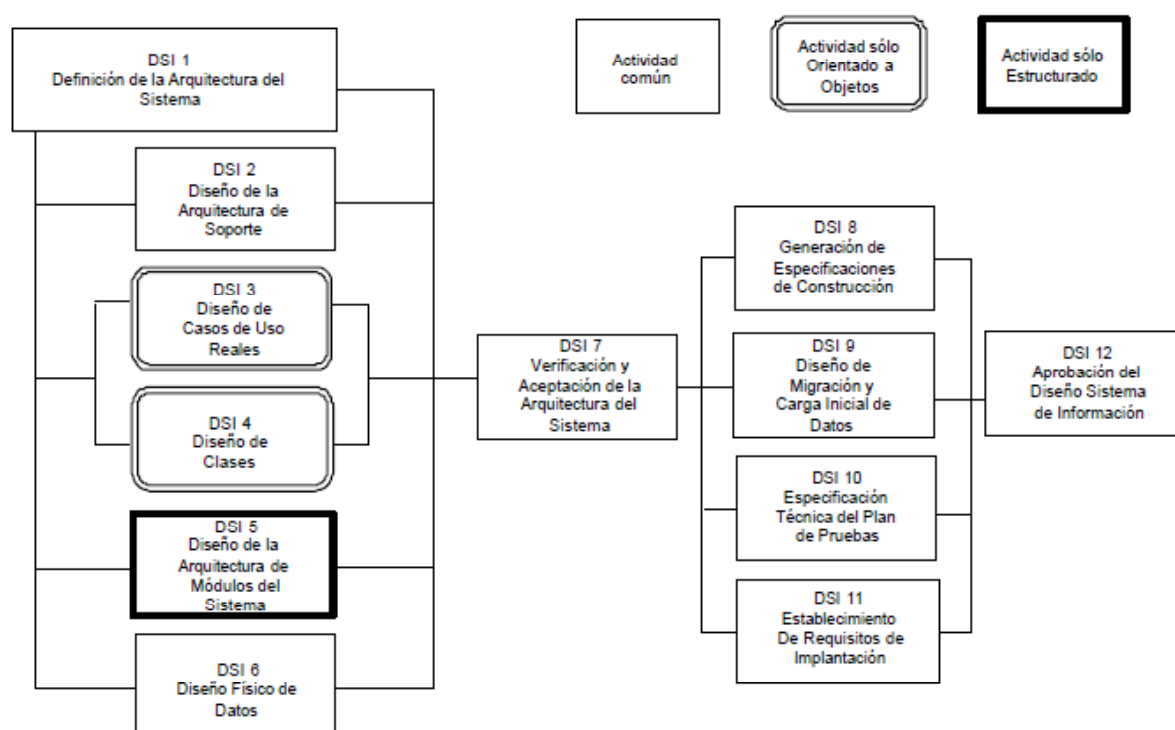 DSI 1
Definición de la Arquitectura del
Sistema
Actividad
común
Actividad sólo
Orientado a
Objetos
Actividad sólo
Estructurado
DSI 2
Diseño de la
Arquitectura de
Soporte
DSI 3
Diseño de
Casos de Uso
Reales
DSI 4
Diseño de
Clases
DSI 5
Diseño de la
Arquitectura de
Módulos del
Sistema
DSI 6
Diseño Físico de
Datos
DSI 7
Verificación y
Aceptación de la
Arquitectura del
Sistema
DSI 8
Generación de
Especificaciones
de Construcción
DSI 9
Diseño de
Migración y
Carga Inicial de
Datos
DSI 10
Especificación
Técnica del Plan
de Pruebas
DSI 11
Establecimiento
De Requisitos de
Implantación
DSI 12
Aprobación del
Diseño Sistema
de Información